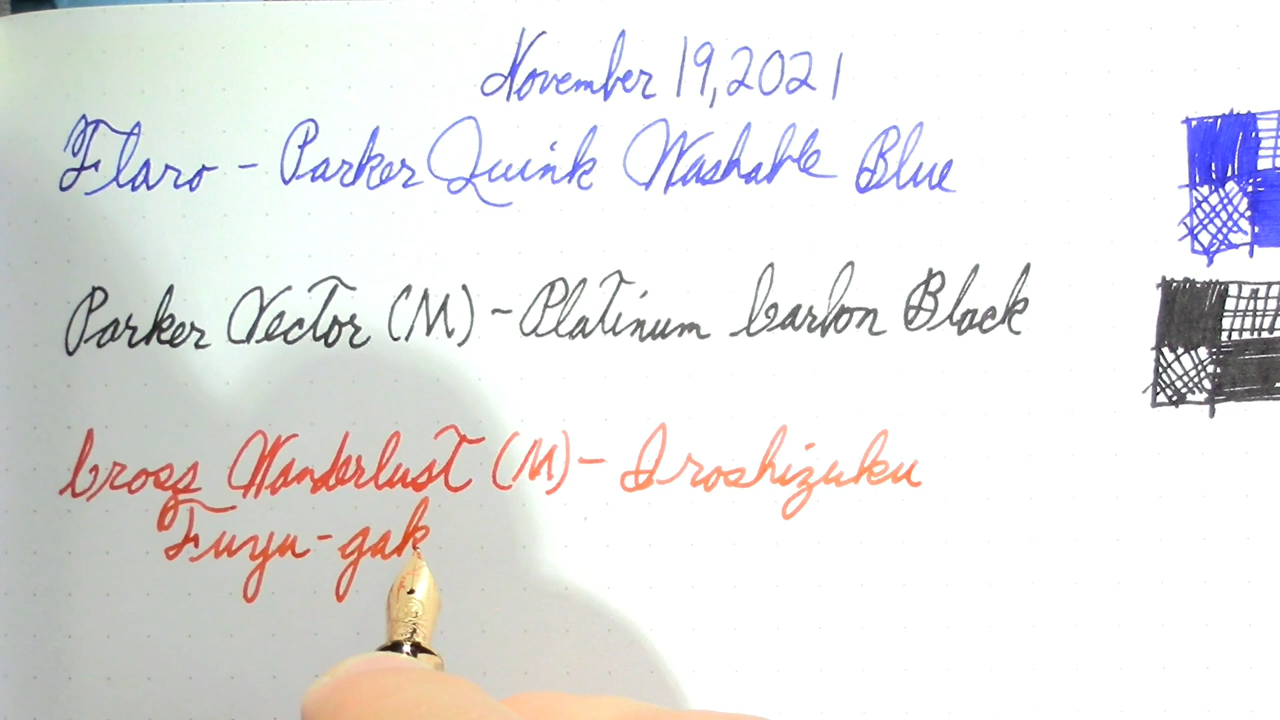 November 19, 2021
Flaro - Parker Quink Washable Blue
Parker Vector (M) - Platinum Carbon Black
Cross Wanderlust (M) - Iroshizuku
Fuyu-gak